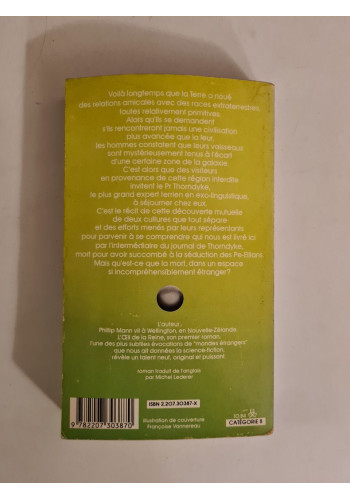 Voilà longtemps que la Terre a noué
des relations amicales avec des races extraterrestres,
toutes relativement primitives.
Alors qu'ils se demandent
s'ils rencontreront jamais une civilisation
plus avancée que la leur,
les hommes constatent que leurs vaisseaux
sont mystérieusement tenus à l'écart
d'une certaine zone de la galaxie.
C'est alors que des visiteurs
en provenance de cette région interdite
invitent le Pr Thorndyke,
le plus grand expert terrien en exo-linguistique,
à séjourner chez eux.
C'est le récit de cette découverte mutuelle
de deux cultures que tout sépare
et des efforts menés par leurs représentants
pour parvenir à se comprendre qui nous est livré ici
par l'intermédiaire du journal de Thorndyke,
mort pour avoir succombé à la séduction des Pe-Ellians.
Mais qu'est-ce que la mort, dans un espace
si incompréhensiblement étranger ?
L'auteur :
Phillip Mann vit à Wellington, en Nouvelle-Zélande.
L'Œil de la Reine, son premier roman,
l'une des plus subtiles évocations de "mondes étrangers"
que nous ait données la science-fiction,
révèle un talent neuf, original et puissant.
roman traduit de l'anglais
par Michel Lederer
ISBN 2.207.30387-X
9 782207 303870
Illustration de couverture
Françoise Vannereau
CATÉGORIE 8